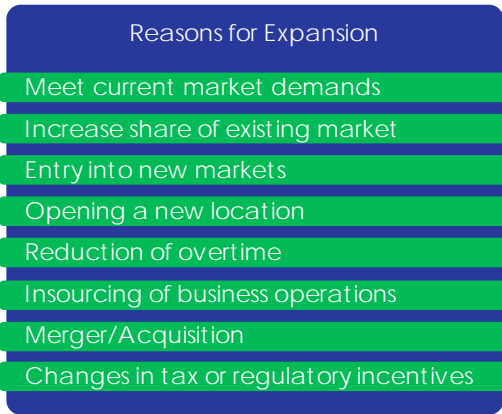 Reasons for Expansion
Meet current market demands
Increase share of existing market
Entry into new markets
Opening a new location
Reduction of overtime
Insourcing of business operations
Merger/Acquisition
Changes in tax or regulatory incentives